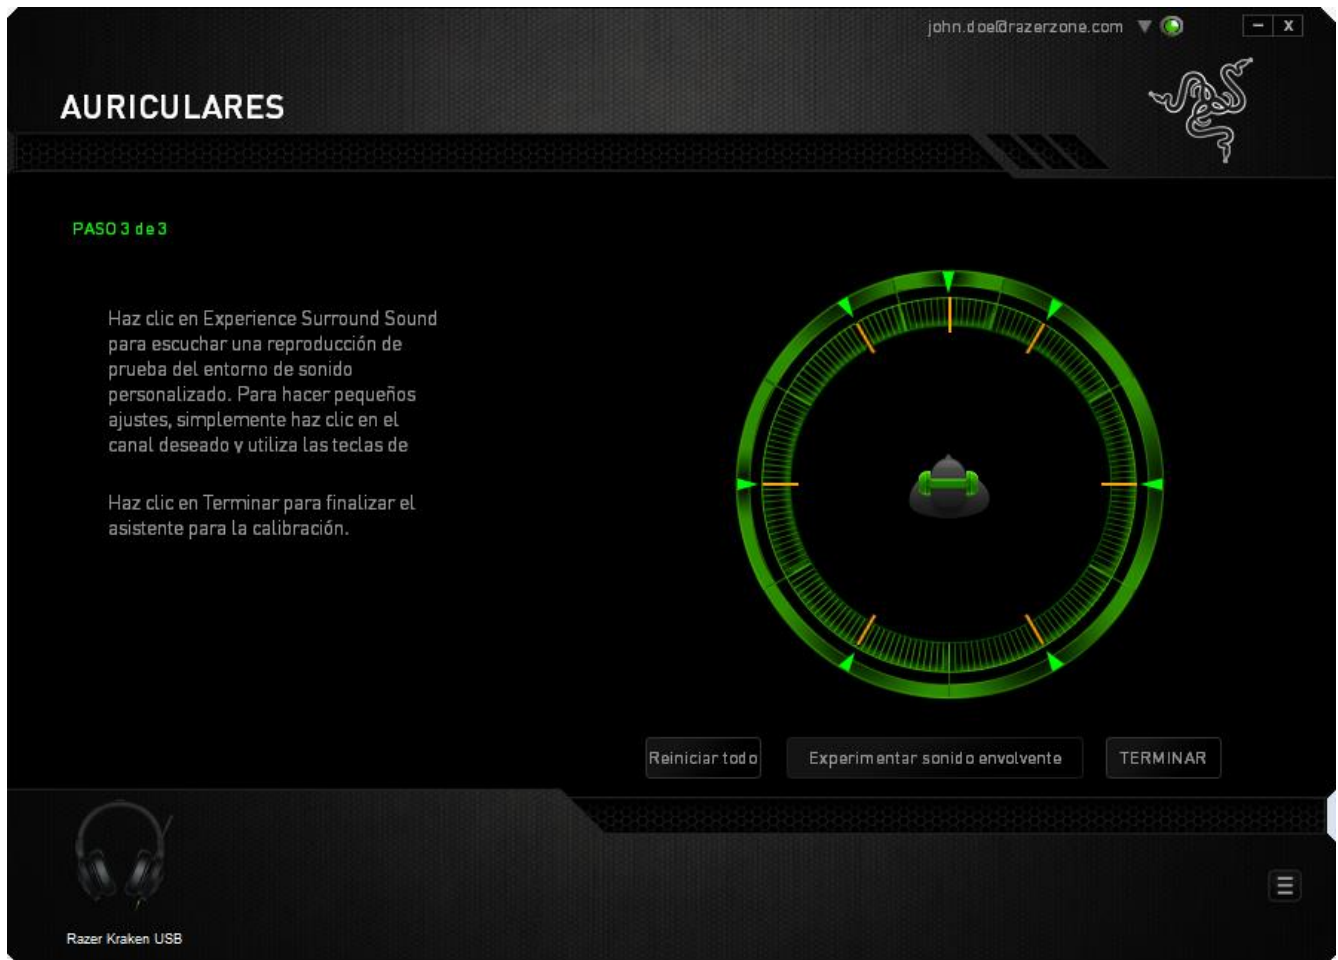 john.doe@razerzone.com
– X
AURICULARES
PASO 3 de 3
Haz clic en Experience Surround Sound
para escuchar una reproducción de
prueba del entorno de sonido
personalizado. Para hacer pequeños
ajustes, simplemente haz clic en el
canal deseado y utiliza las teclas de
Haz clic en Terminar para finalizar el
asistente para la calibración.
Reiniciar todo
Experimentar sonido envolvente
TERMINAR
Razer Kraken USB